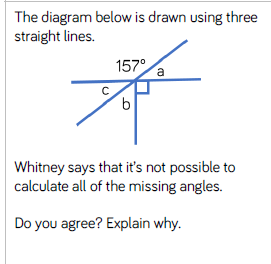 The diagram below is drawn using three
straight lines.
157°
a
c
b
Whitney says that it's not possible to
calculate all of the missing angles.
Do you agree? Explain why.